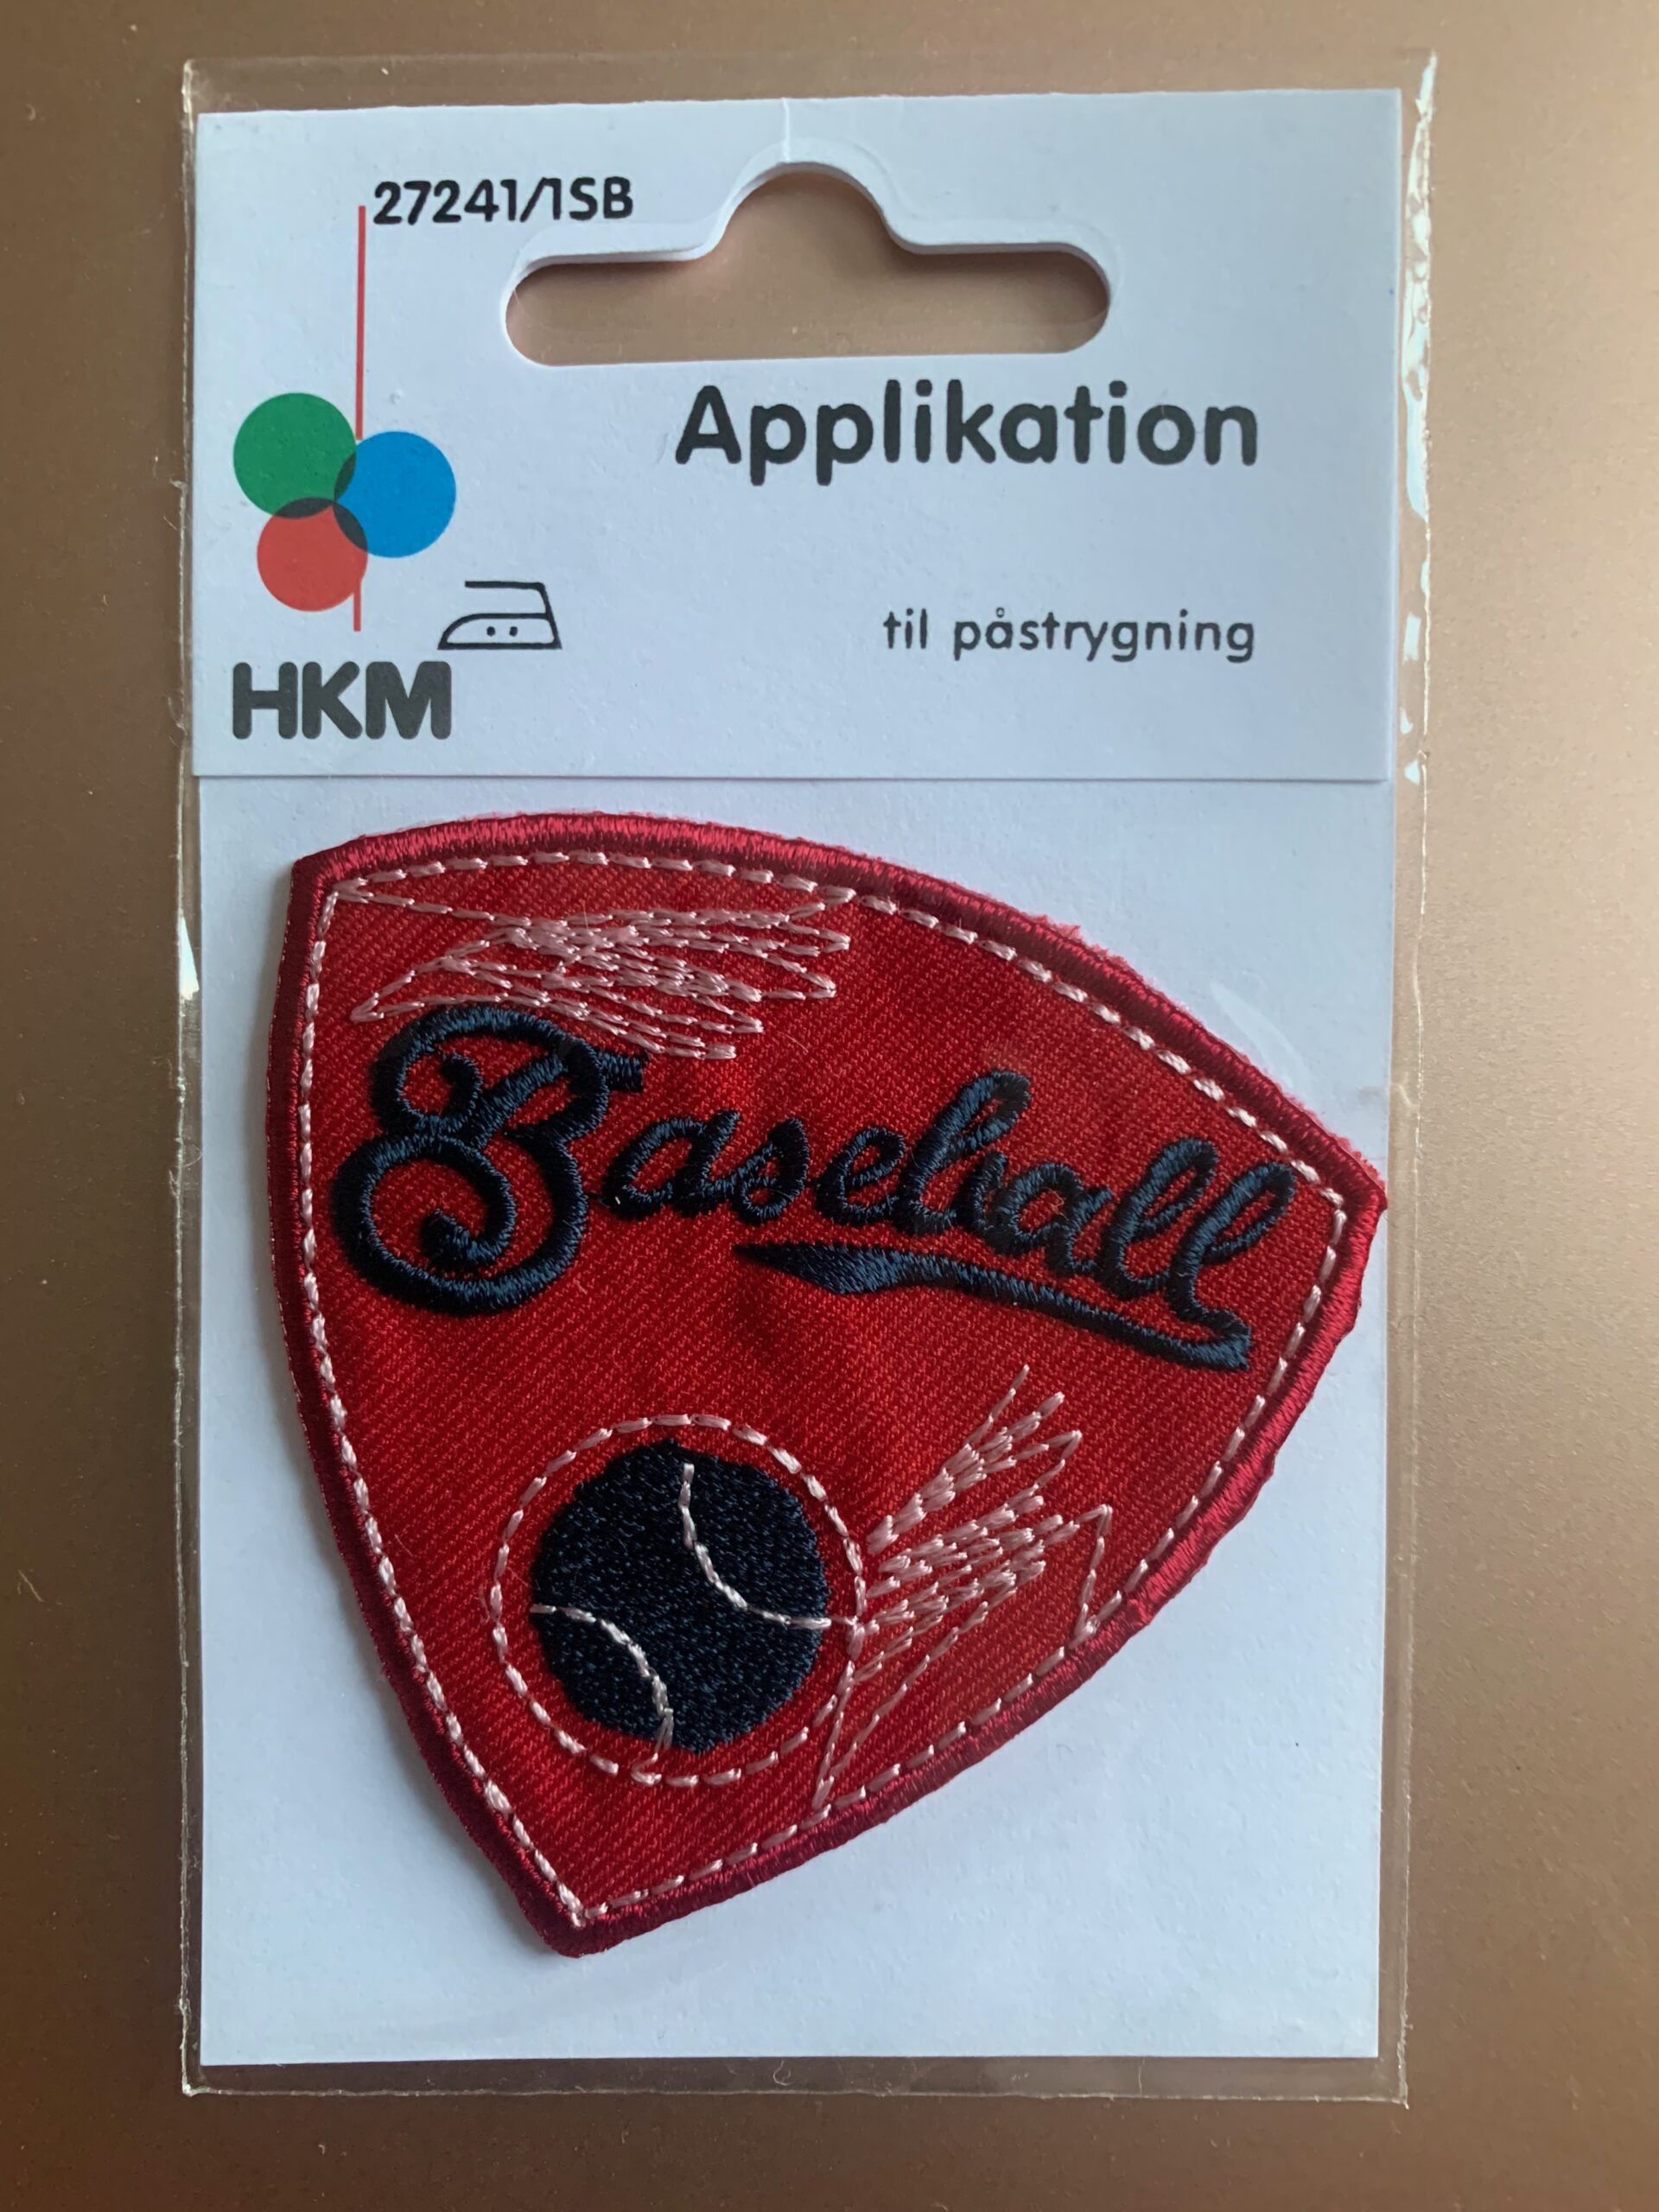 27241/1SB
Applikation
til påstrygning
HKM
Baseball